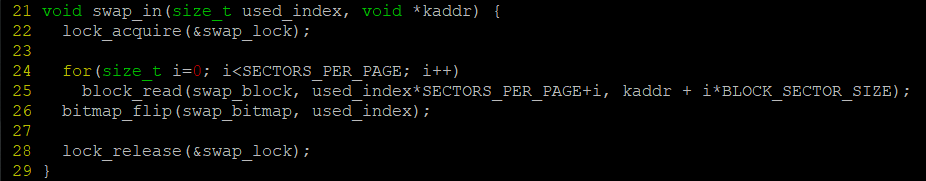 21 void swap_in(size_t used_index, void *kaddr) {
22   lock_acquire(&swap_lock);
23
24   for(size_t i=0; i<SECTORS_PER_PAGE; i++)
25     block_read(swap_block, used_index*SECTORS_PER_PAGE+i, kaddr + i*BLOCK_SECTOR_SIZE);
26   bitmap_flip(swap_bitmap, used_index);
27
28   lock_release(&swap_lock);
29 }